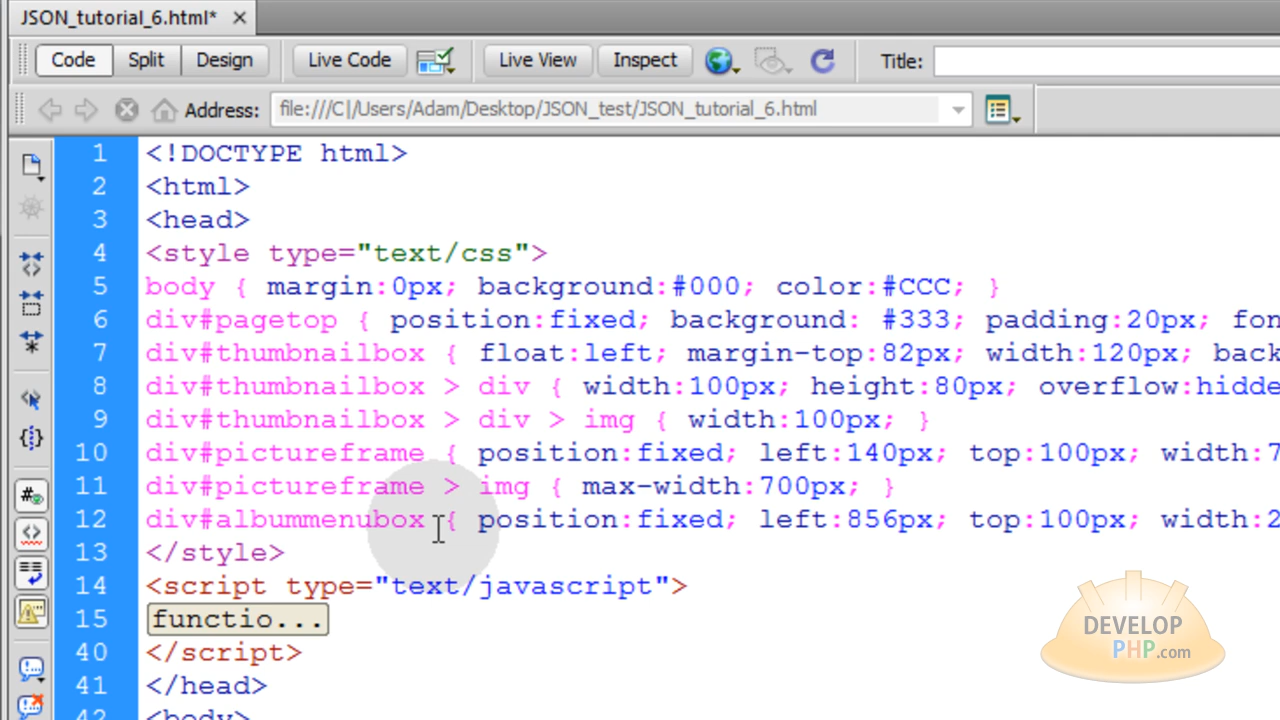 JSON_tutorial_6.html*
Code Split Design Live Code Live View Inspect Title:
Address: file:///C|/Users/Adam/Desktop/JSON_test/JSON_tutorial_6.html
1 <!DOCTYPE html>
2 <html>
3 <head>
4 <style type="text/css">
5 body { margin:0px; background:#000; color:#CCC; }
6 div#pagetop { position:fixed; background: #333; padding:20px; fon
7 div#thumbnailbox { float:left; margin-top:82px; width:120px; back
8 div#thumbnailbox > div { width:100px; height:80px; overflow:hidde
9 div#thumbnailbox > div > img { width:100px; }
10 div#pictureframe { position:fixed; left:140px; top:100px; width:7
11 div#pictureframe > img { max-width:700px; }
12 div#albummenubox { position:fixed; left:856px; top:100px; width:2
13 </style>
14 <script type="text/javascript">
15 functio...
40 </script>
41 </head>
42 <body>
DEVELOP
PHP.com